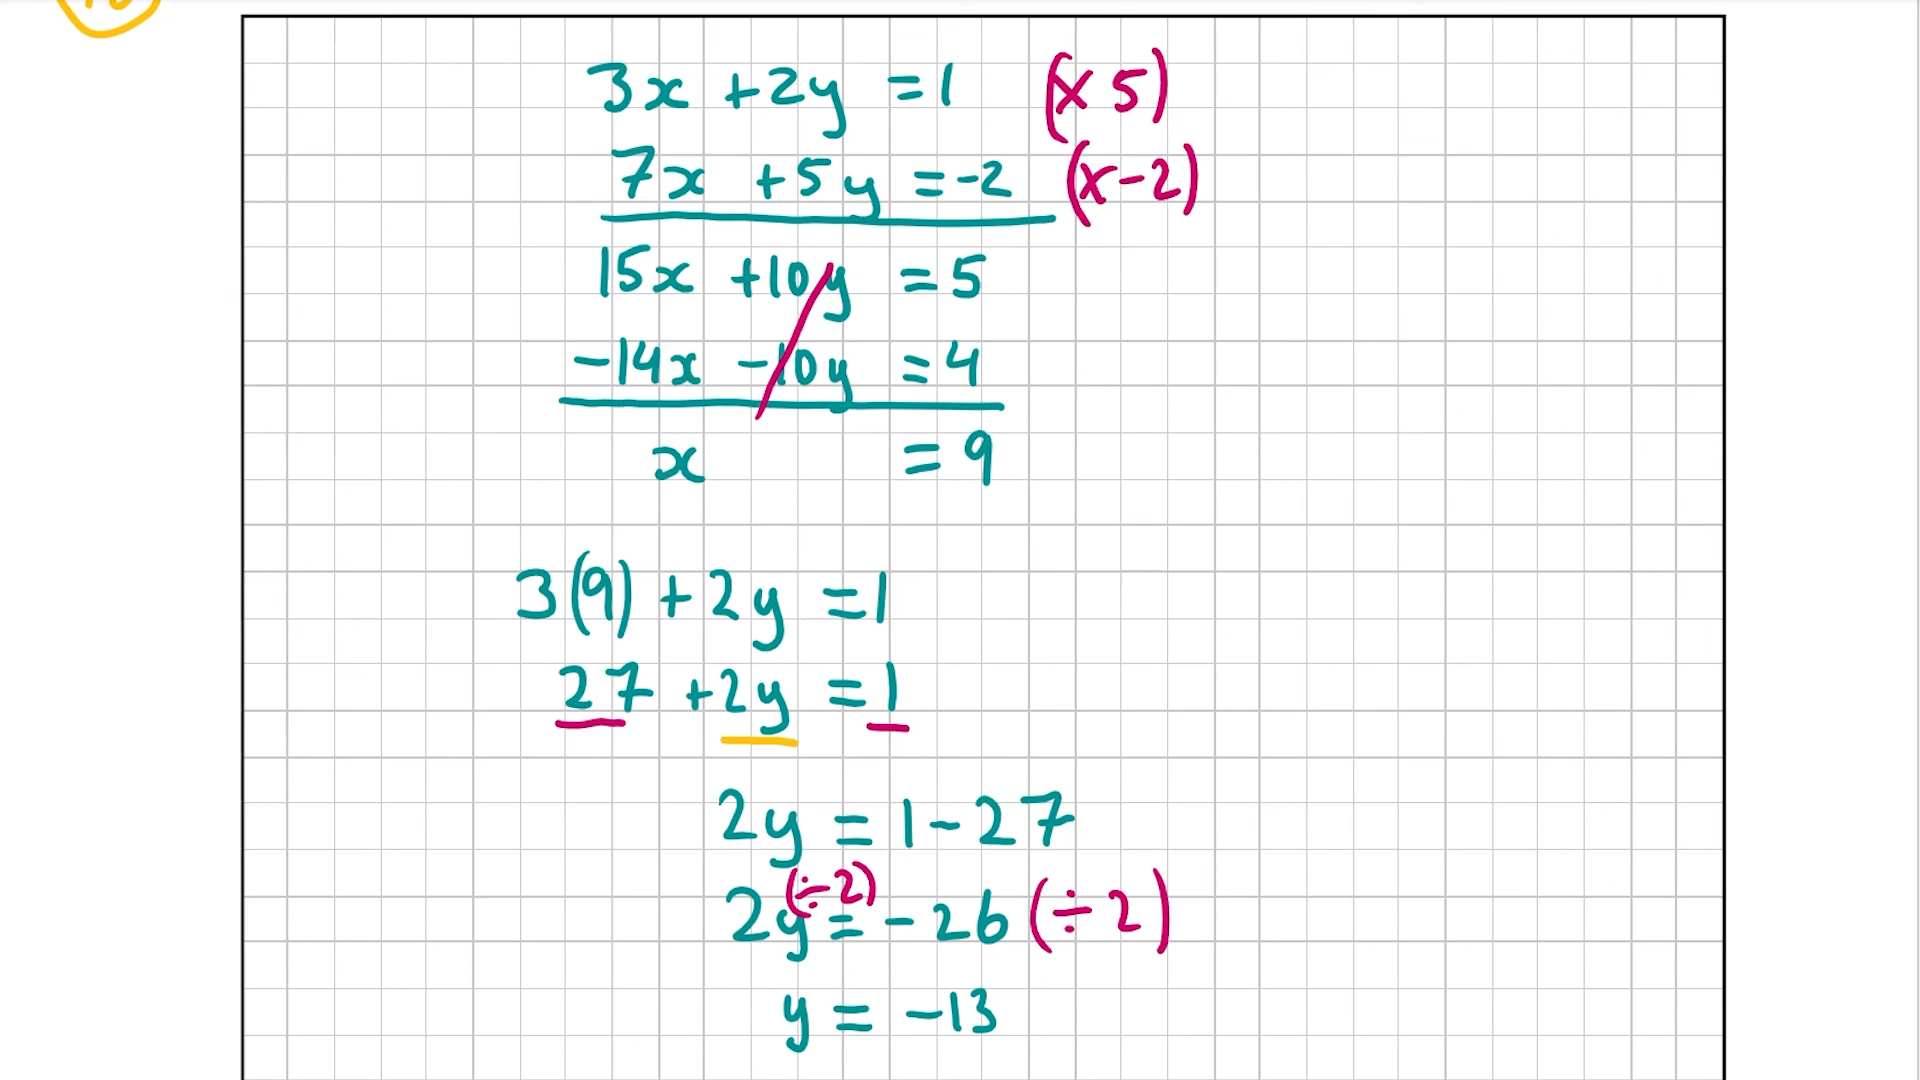 3x + 2y = 1 (× 5)
7x + 5y = -2 (× -2)
15x + 10y = 5
-14x - 10y = 4
x = 9
3(9) + 2y = 1
27 + 2y = 1
2y = 1 - 27
2y (÷2) = -26 (÷ 2)
y = -13